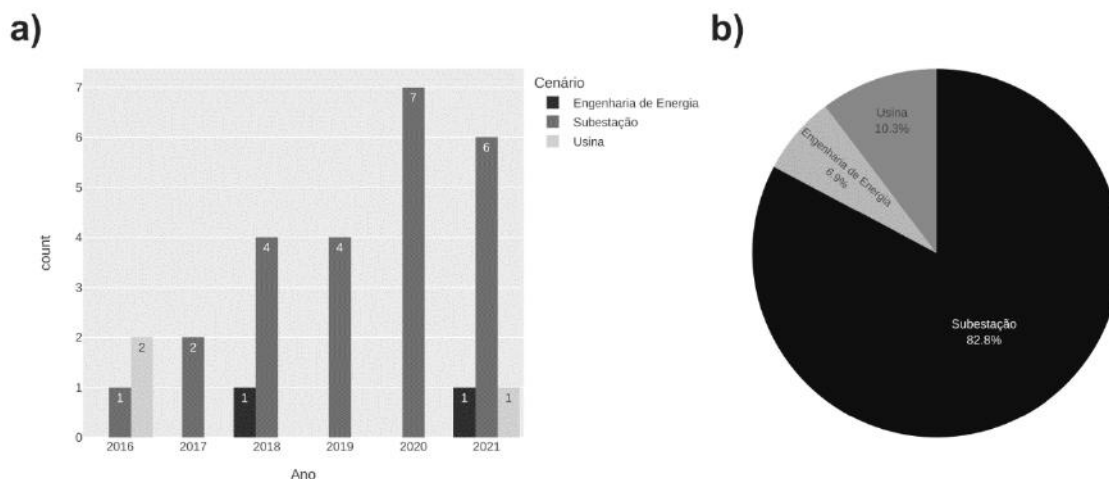 a)
7
6
5
4
3
2
1
0
count
1
2
2
1
4
4
7
1
6
1
2016
2017
2018
2019
2020
2021
Ano
Cenário
Engenharia de Energia
Subestação
Usina
b)
Usina
10.3%
Engenharia de Energia
6.9%
Subestação
82.8%